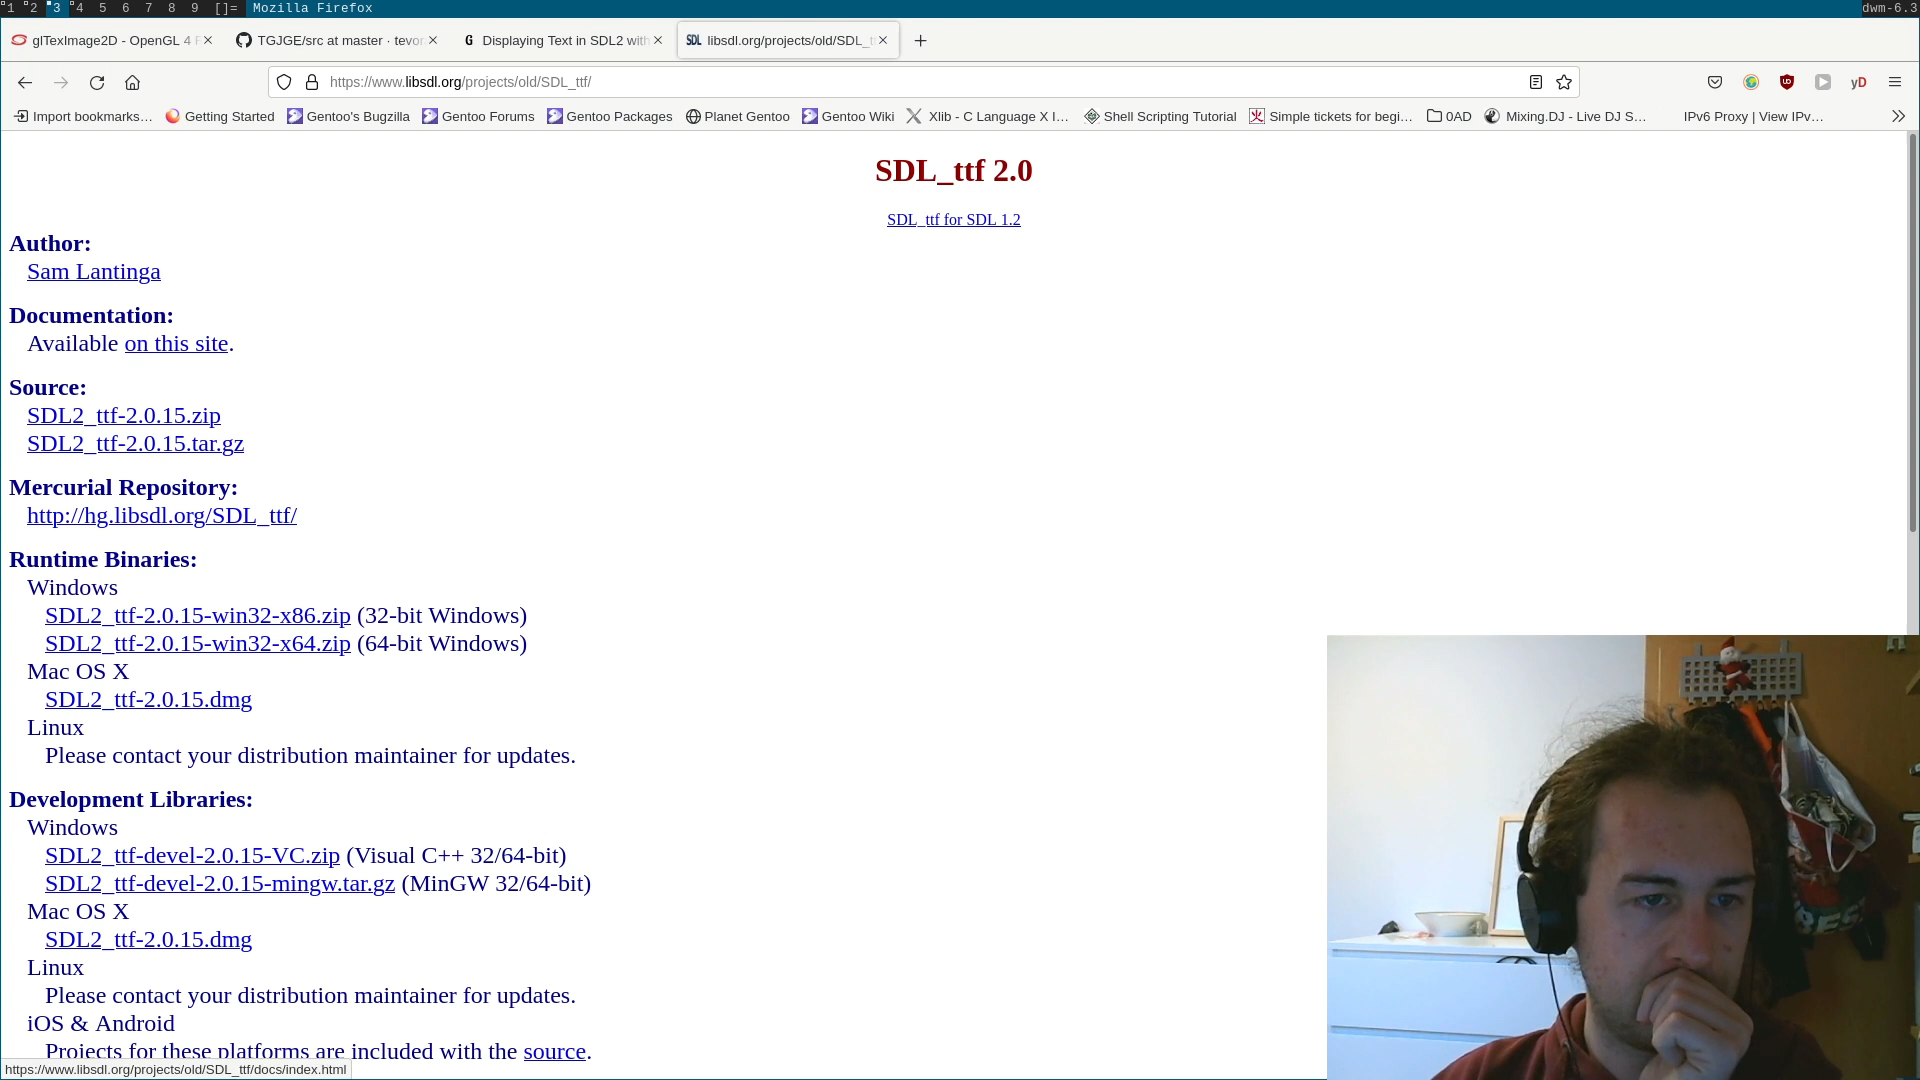 1 2 3 4 5 6 7 8 9 []= Mozilla Firefox dwm-6.3
glTexImage2D - OpenGL 4 TGJGE/src at master · tevor Displaying Text in SDL2 with libsdl.org/projects/old/SDL_t
https://www.libsdl.org/projects/old/SDL_ttf/
Import bookmarks… Getting Started Gentoo's Bugzilla Gentoo Forums Gentoo Packages Planet Gentoo Gentoo Wiki Xlib - C Language X I… Shell Scripting Tutorial Simple tickets for begi… 0AD Mixing.DJ - Live DJ S… IPv6 Proxy | View IPv…
SDL_ttf 2.0
SDL_ttf for SDL 1.2
Author:
Sam Lantinga
Documentation:
Available on this site.
Source:
SDL2_ttf-2.0.15.zip
SDL2_ttf-2.0.15.tar.gz
Mercurial Repository:
http://hg.libsdl.org/SDL_ttf/
Runtime Binaries:
Windows
SDL2_ttf-2.0.15-win32-x86.zip (32-bit Windows)
SDL2_ttf-2.0.15-win32-x64.zip (64-bit Windows)
Mac OS X
SDL2_ttf-2.0.15.dmg
Linux
Please contact your distribution maintainer for updates.
Development Libraries:
Windows
SDL2_ttf-devel-2.0.15-VC.zip (Visual C++ 32/64-bit)
SDL2_ttf-devel-2.0.15-mingw.tar.gz (MinGW 32/64-bit)
Mac OS X
SDL2_ttf-2.0.15.dmg
Linux
Please contact your distribution maintainer for updates.
iOS & Android
Projects for these platforms are included with the source.
https://www.libsdl.org/projects/old/SDL_ttf/docs/index.html